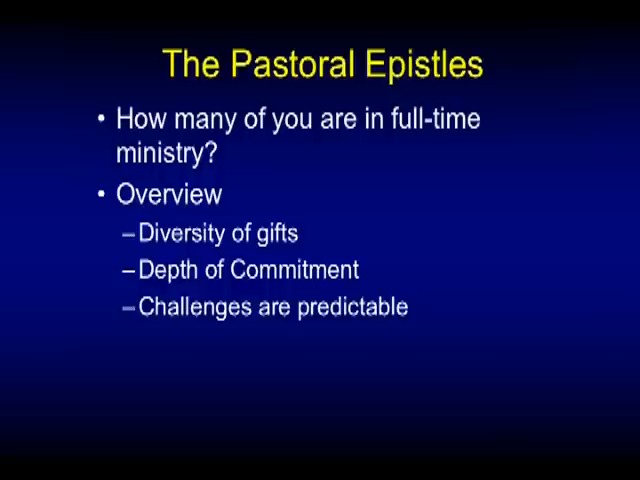 The Pastoral Epistles
• How many of you are in full-time
ministry?
• Overview
–Diversity of gifts
–Depth of Commitment
–Challenges are predictable